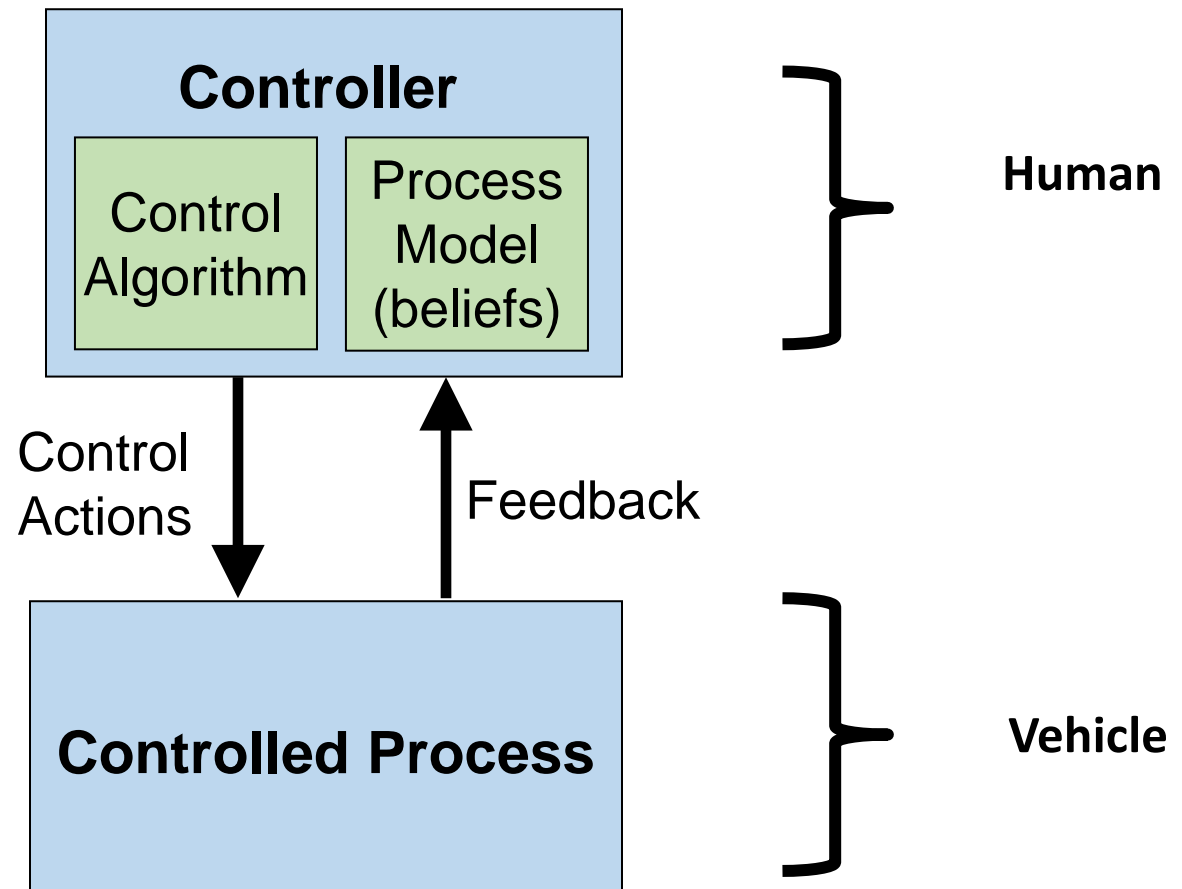 Controller
Control
Algorithm
Process
Model
(beliefs)
Human
Control
Actions
Feedback
Controlled Process
Vehicle